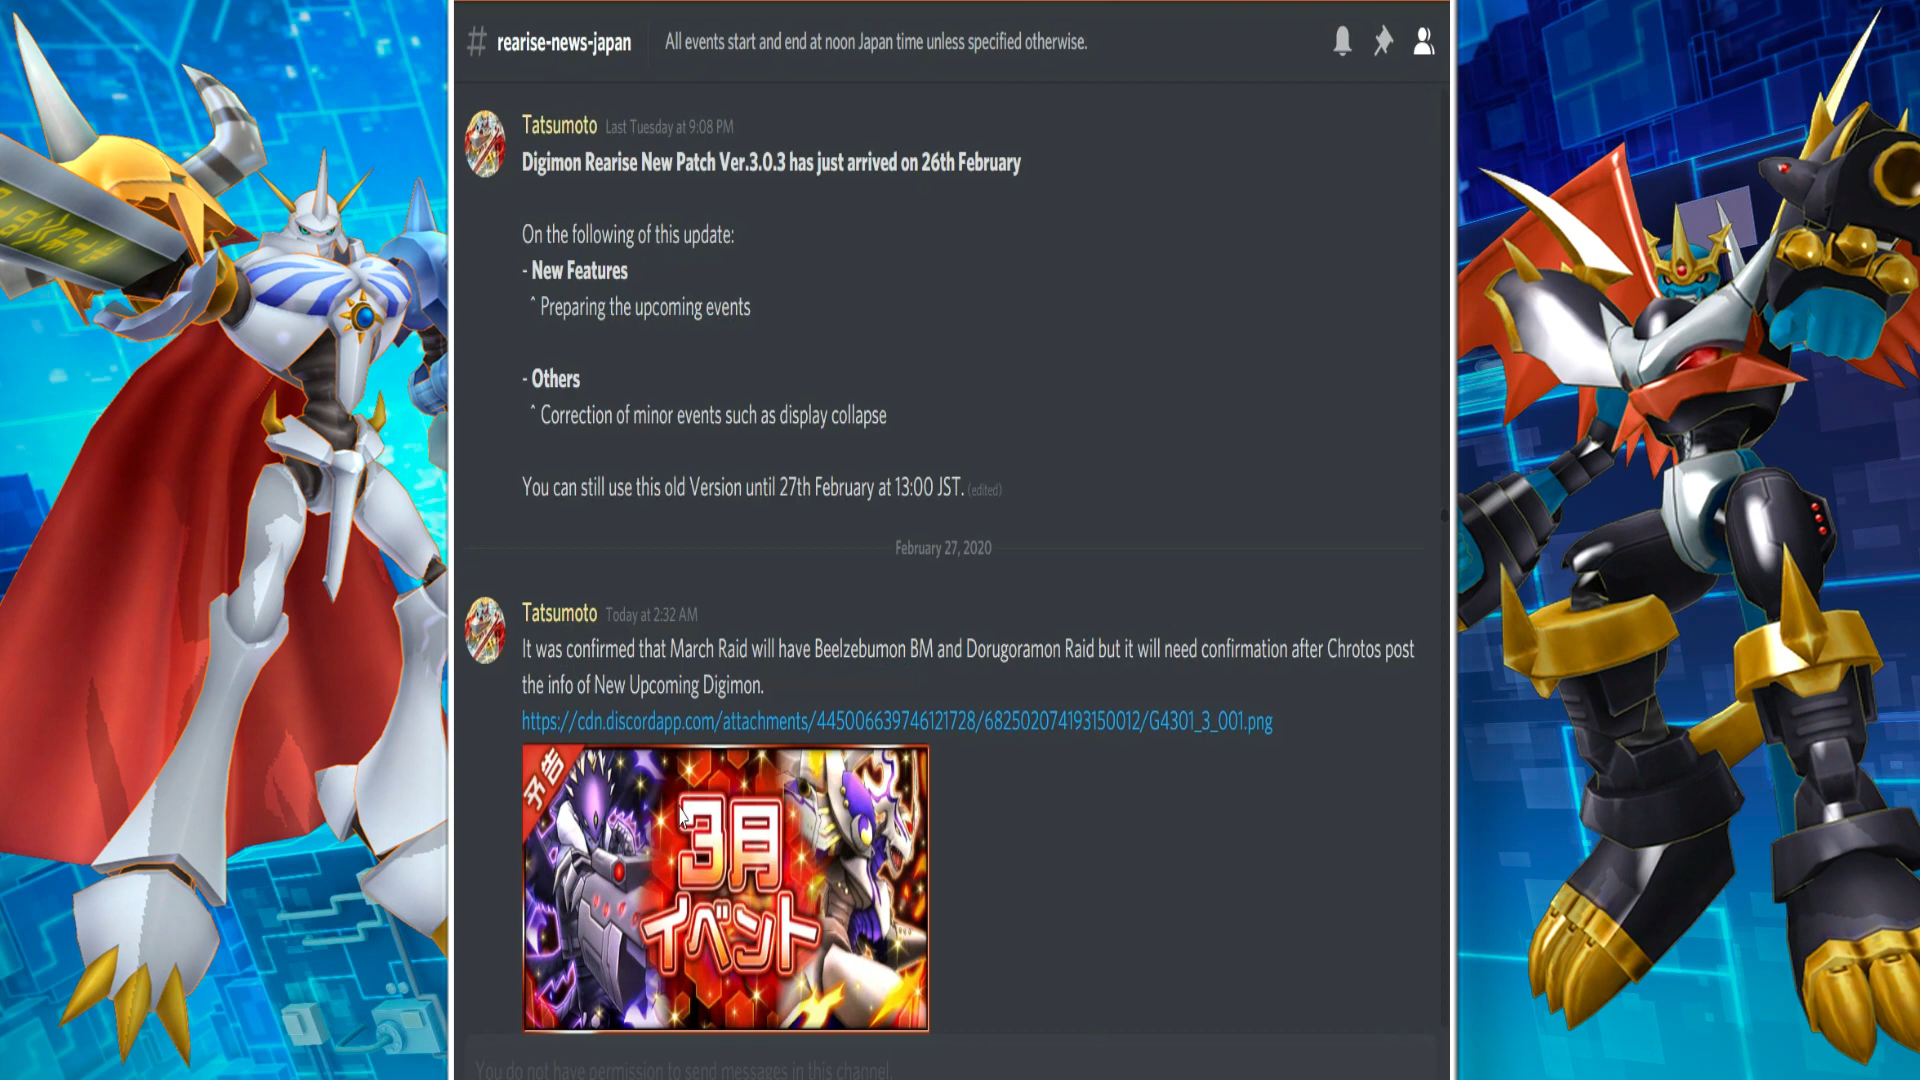 rearise-news-japan
All events start and end at noon Japan time unless specified otherwise.
Tatsumoto Last Tuesday at 9:08 PM
Digimon Rearise New Patch Ver.3.0.3 has just arrived on 26th February
On the following of this update:
- New Features
^ Preparing the upcoming events
- Others
^ Correction of minor events such as display collapse
You can still use this old Version until 27th February at 13:00 JST. (edited)
February 27, 2020
Tatsumoto Today at 2:32 AM
It was confirmed that March Raid will have Beelzebumon BM and Dorugoramon Raid but it will need confirmation after Chrotos post
the info of New Upcoming Digimon.
https://cdn.discordapp.com/attachments/445006639746121728/682502074193150012/G4301_3_001.png
予告
3月
イベント
You do not have permission to send messages in this channel.